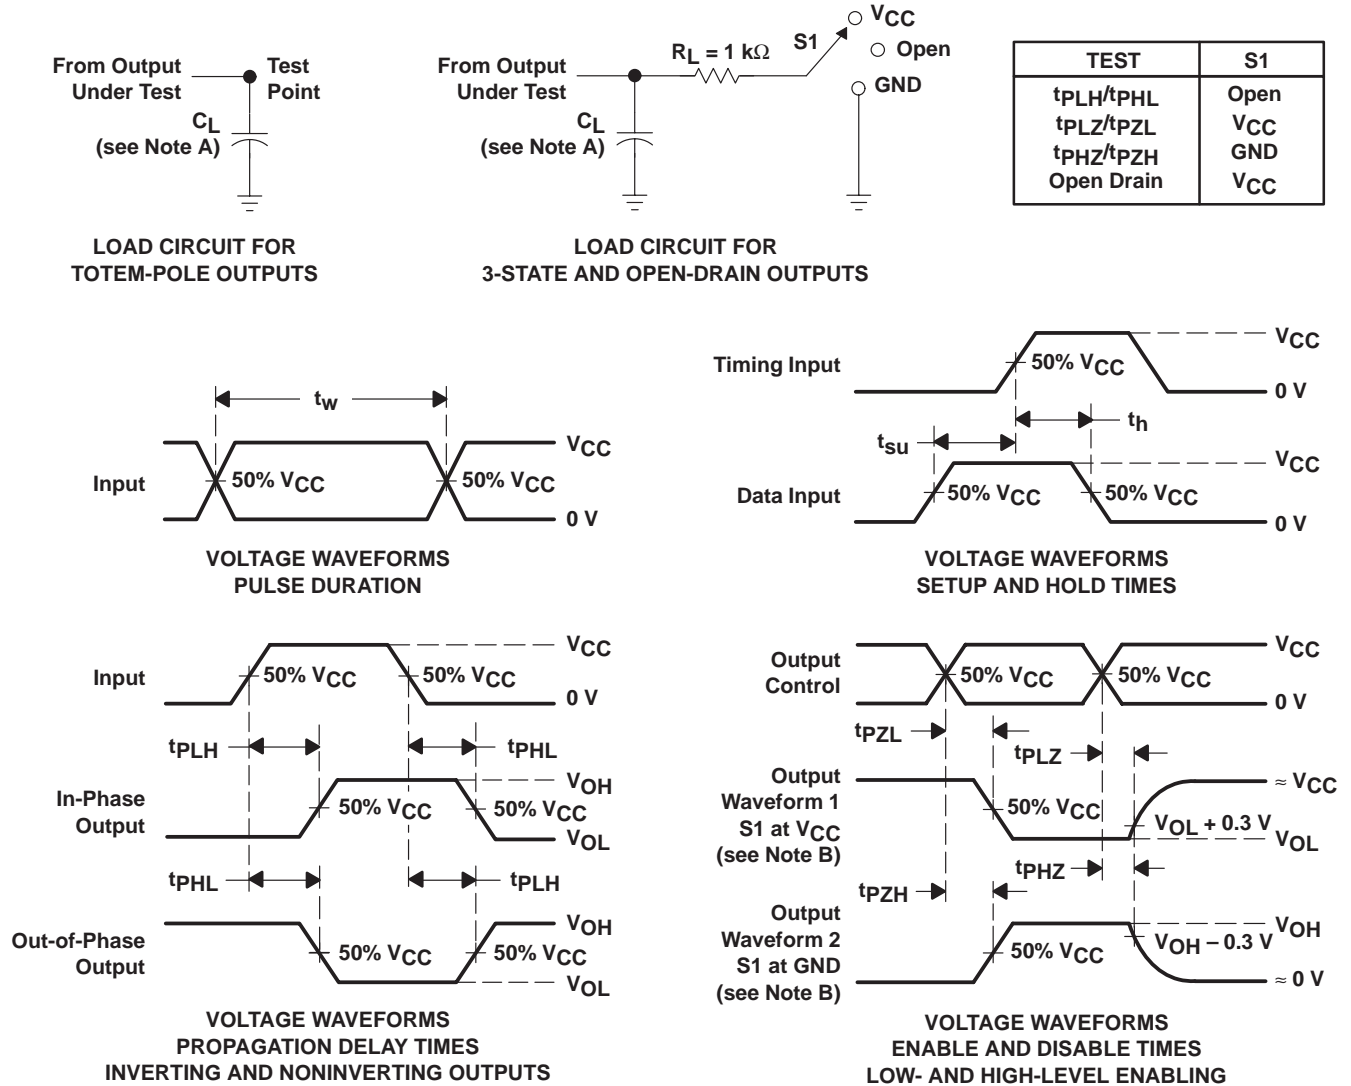 From Output
Under Test
Test
Point
CL
(see Note A)
LOAD CIRCUIT FOR
TOTEM-POLE OUTPUTS
From Output
Under Test
RL = 1 kΩ
S1
VCC
Open
GND
CL
(see Note A)
LOAD CIRCUIT FOR
3-STATE AND OPEN-DRAIN OUTPUTS
TEST S1
tPLH/tPHL Open
tPLZ/tPZL VCC
tPHZ/tPZH GND
Open Drain VCC
tw
Input
50% VCC
50% VCC
VCC
0 V
VOLTAGE WAVEFORMS
PULSE DURATION
Timing Input
50% VCC
VCC
0 V
th
tsu
Data Input
50% VCC
50% VCC
VCC
0 V
VOLTAGE WAVEFORMS
SETUP AND HOLD TIMES
Input
50% VCC
50% VCC
VCC
0 V
tPLH
tPHL
In-Phase
Output
50% VCC
50% VCC
VOH
VOL
tPHL
tPLH
Out-of-Phase
Output
50% VCC
50% VCC
VOH
VOL
VOLTAGE WAVEFORMS
PROPAGATION DELAY TIMES
INVERTING AND NONINVERTING OUTPUTS
Output
Control
50% VCC
50% VCC
VCC
0 V
tPZL
tPLZ
Output
Waveform 1
S1 at VCC
(see Note B)
50% VCC
VOL + 0.3 V
≈ VCC
VOL
tPHZ
tPZH
Output
Waveform 2
S1 at GND
(see Note B)
50% VCC
VOH – 0.3 V
VOH
≈ 0 V
VOLTAGE WAVEFORMS
ENABLE AND DISABLE TIMES
LOW- AND HIGH-LEVEL ENABLING